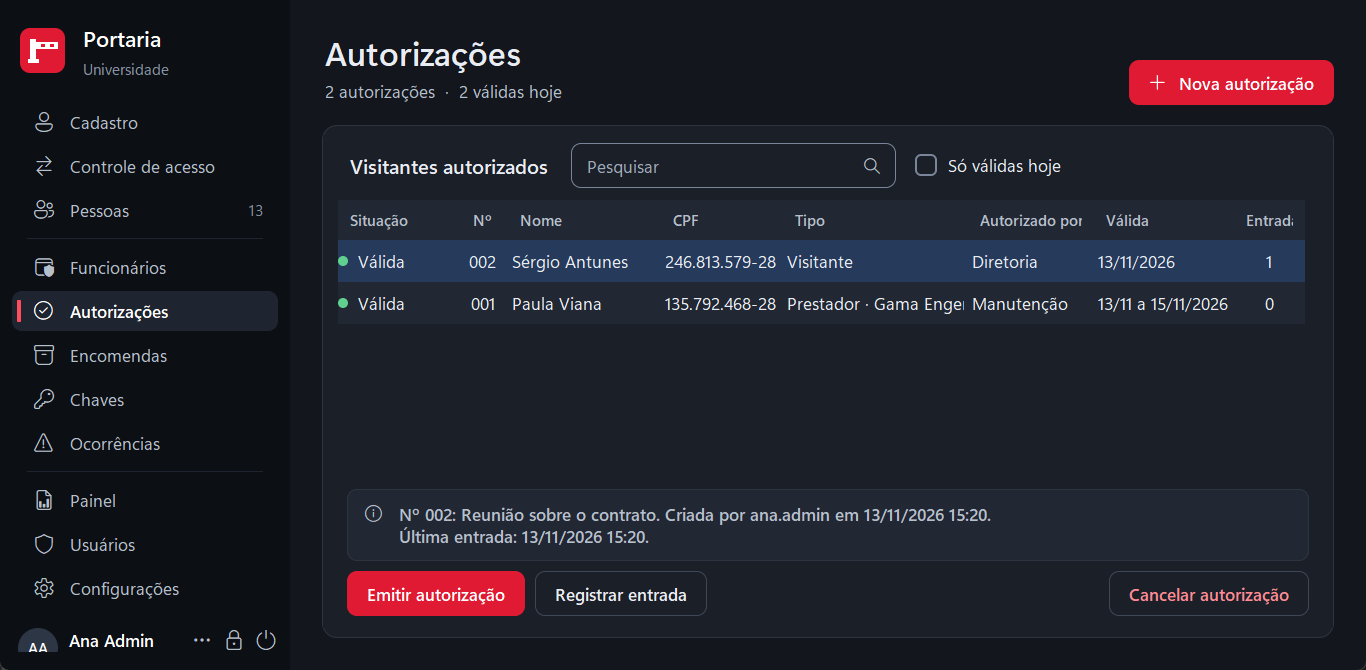 Portaria
Universidade
Cadastro
Controle de acesso
Pessoas 13
Funcionários
Autorizações
Encomendas
Chaves
Ocorrências
Painel
Usuários
Configurações
AA Ana Admin
Autorizações
2 autorizações · 2 válidas hoje
+ Nova autorização
Visitantes autorizados Pesquisar Só válidas hoje
Situação Nº Nome CPF Tipo Autorizado por Válida Entrada
Válida 002 Sérgio Antunes 246.813.579-28 Visitante Diretoria 13/11/2026 1
Válida 001 Paula Viana 135.792.468-28 Prestador · Gama Enger Manutenção 13/11 a 15/11/2026 0
Nº 002: Reunião sobre o contrato. Criada por ana.admin em 13/11/2026 15:20.
Última entrada: 13/11/2026 15:20.
Emitir autorização Registrar entrada Cancelar autorização